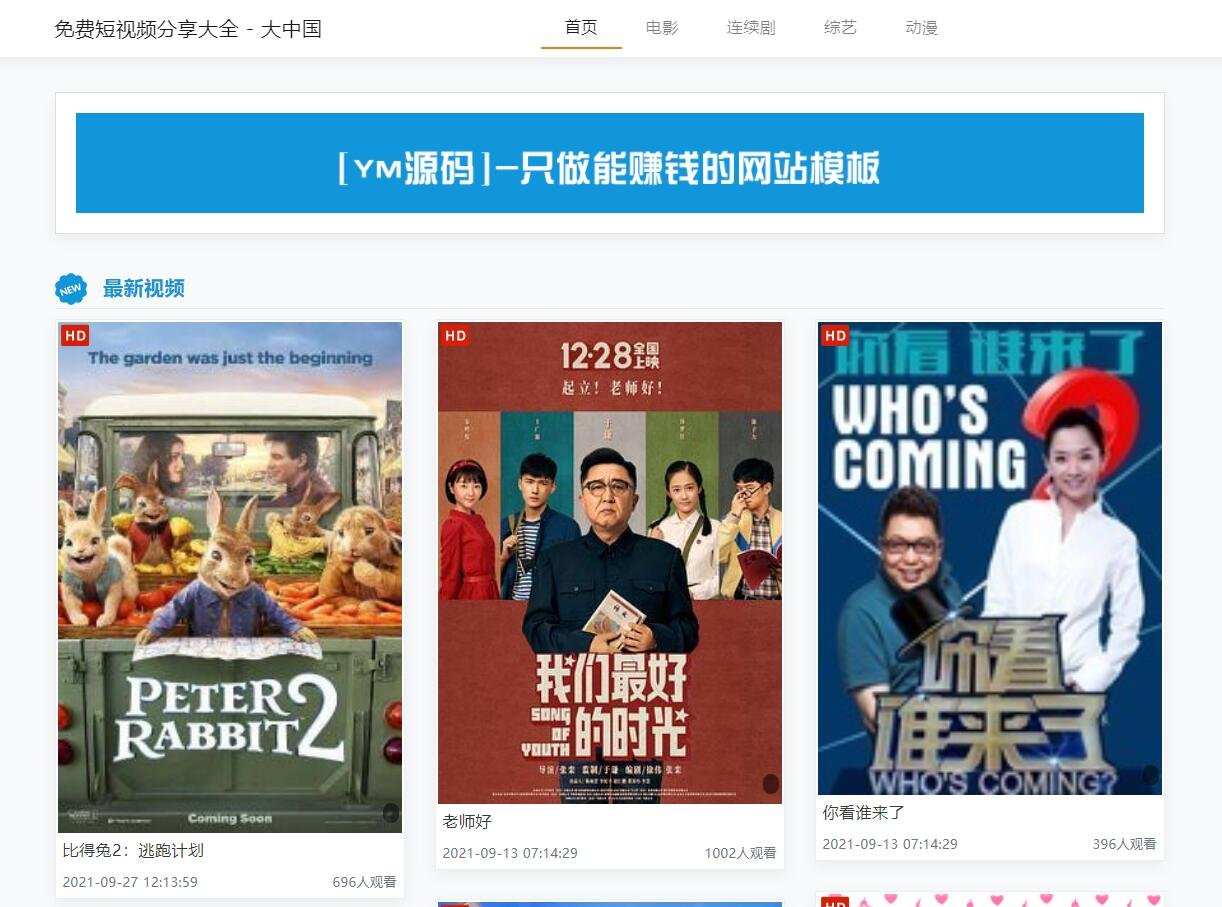 免费短视频分享大全 - 大中国
首页
电影
连续剧
综艺
动漫
[YM源码]-只做能赚钱的网站模板
NEW
最新视频
HD
The garden was just the beginning
PETER
RABBIT 2
Coming Soon
比得兔2：逃跑计划
2021-09-27 12:13:59
696人观看
HD
12·28全国上映
起立！老师好！
我们最好
的时光
SONG
OF
YOUTH
老师好
2021-09-13 07:14:29
1002人观看
HD
你看 谁来了
WHO'S
COMING
你看
谁来了
WHO'S COMING?
你看谁来了
2021-09-13 07:14:29
396人观看
HD